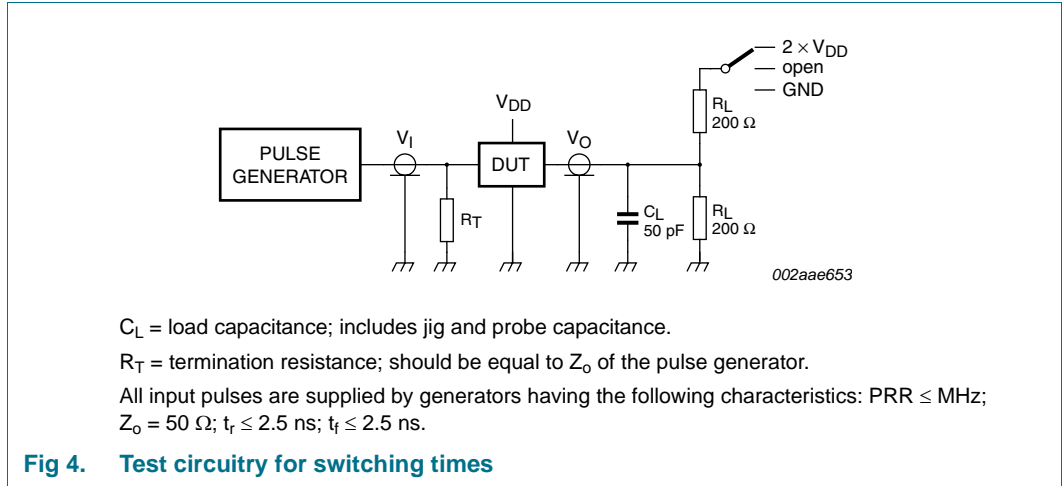 2 × VDD
open
GND
RL
200 Ω
VDD
VI
VO
PULSE
GENERATOR
DUT
RT
CL
50 pF
RL
200 Ω
002aae653
CL = load capacitance; includes jig and probe capacitance.
RT = termination resistance; should be equal to Zo of the pulse generator.
All input pulses are supplied by generators having the following characteristics: PRR ≤ MHz;
Zo = 50 Ω; tr ≤ 2.5 ns; tf ≤ 2.5 ns.
Fig 4. Test circuitry for switching times